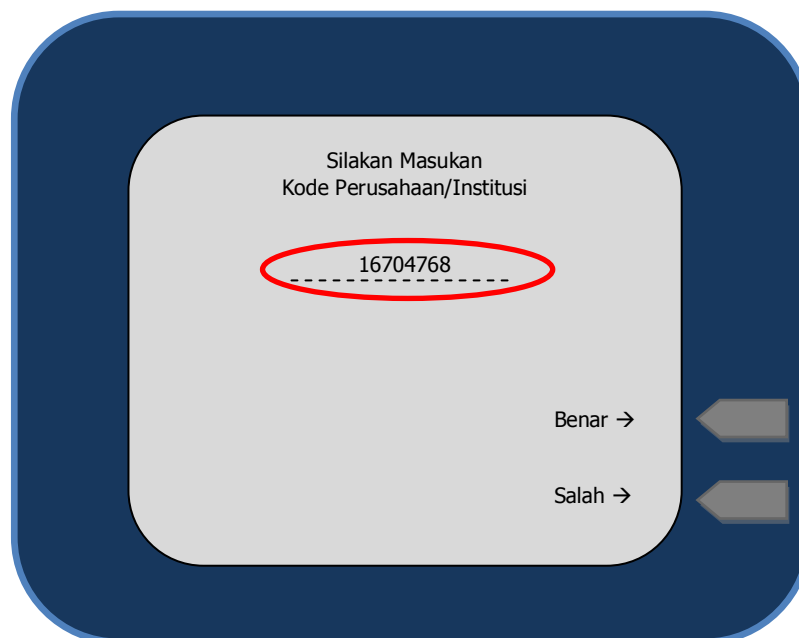 Silakan Masukan
Kode Perusahaan/Institusi
16704768
Benar →
Salah →